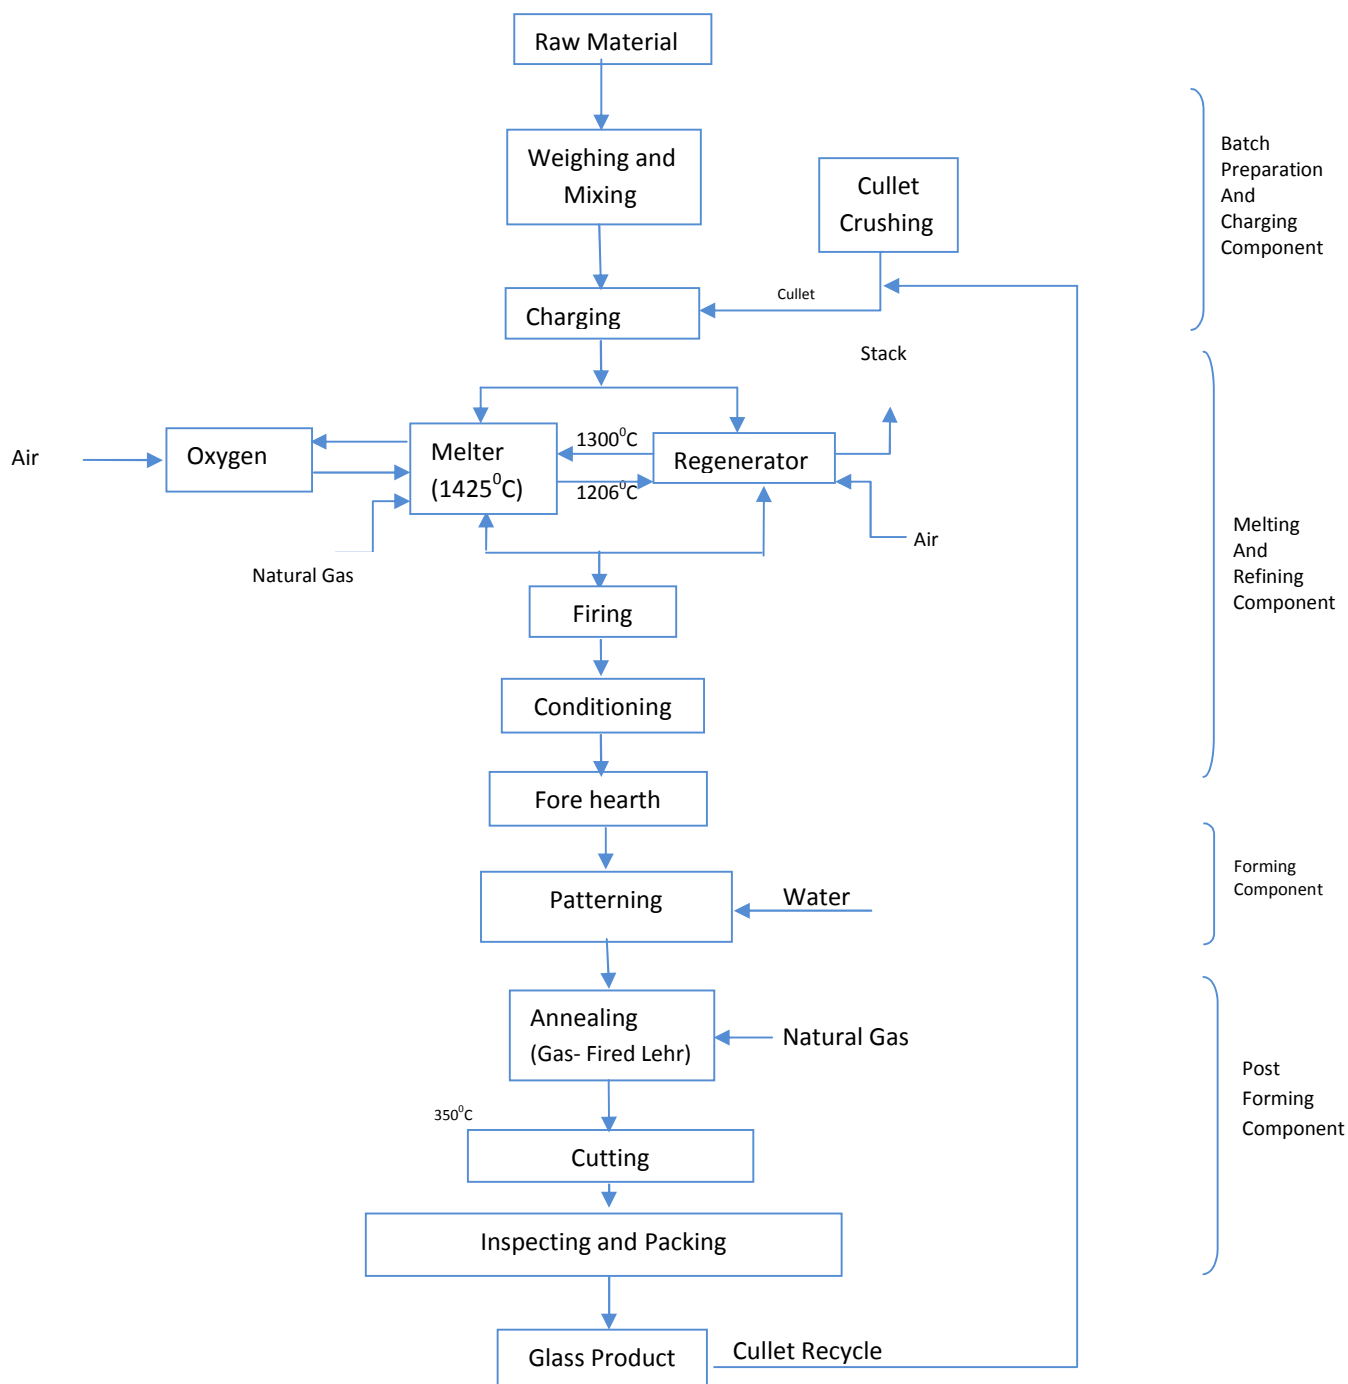 Raw Material
Weighing and
Mixing
Cullet
Crushing
Batch
Preparation
And
Charging
Component
Cullet
Charging
Stack
Air
Oxygen
Melter
(1425⁰C)
1300⁰C
1206⁰C
Regenerator
Air
Natural Gas
Melting
And
Refining
Component
Firing
Conditioning
Fore hearth
Patterning
Water
Forming
Component
Annealing
(Gas- Fired Lehr)
Natural Gas
350⁰C
Cutting
Post
Forming
Component
Inspecting and Packing
Glass Product
Cullet Recycle